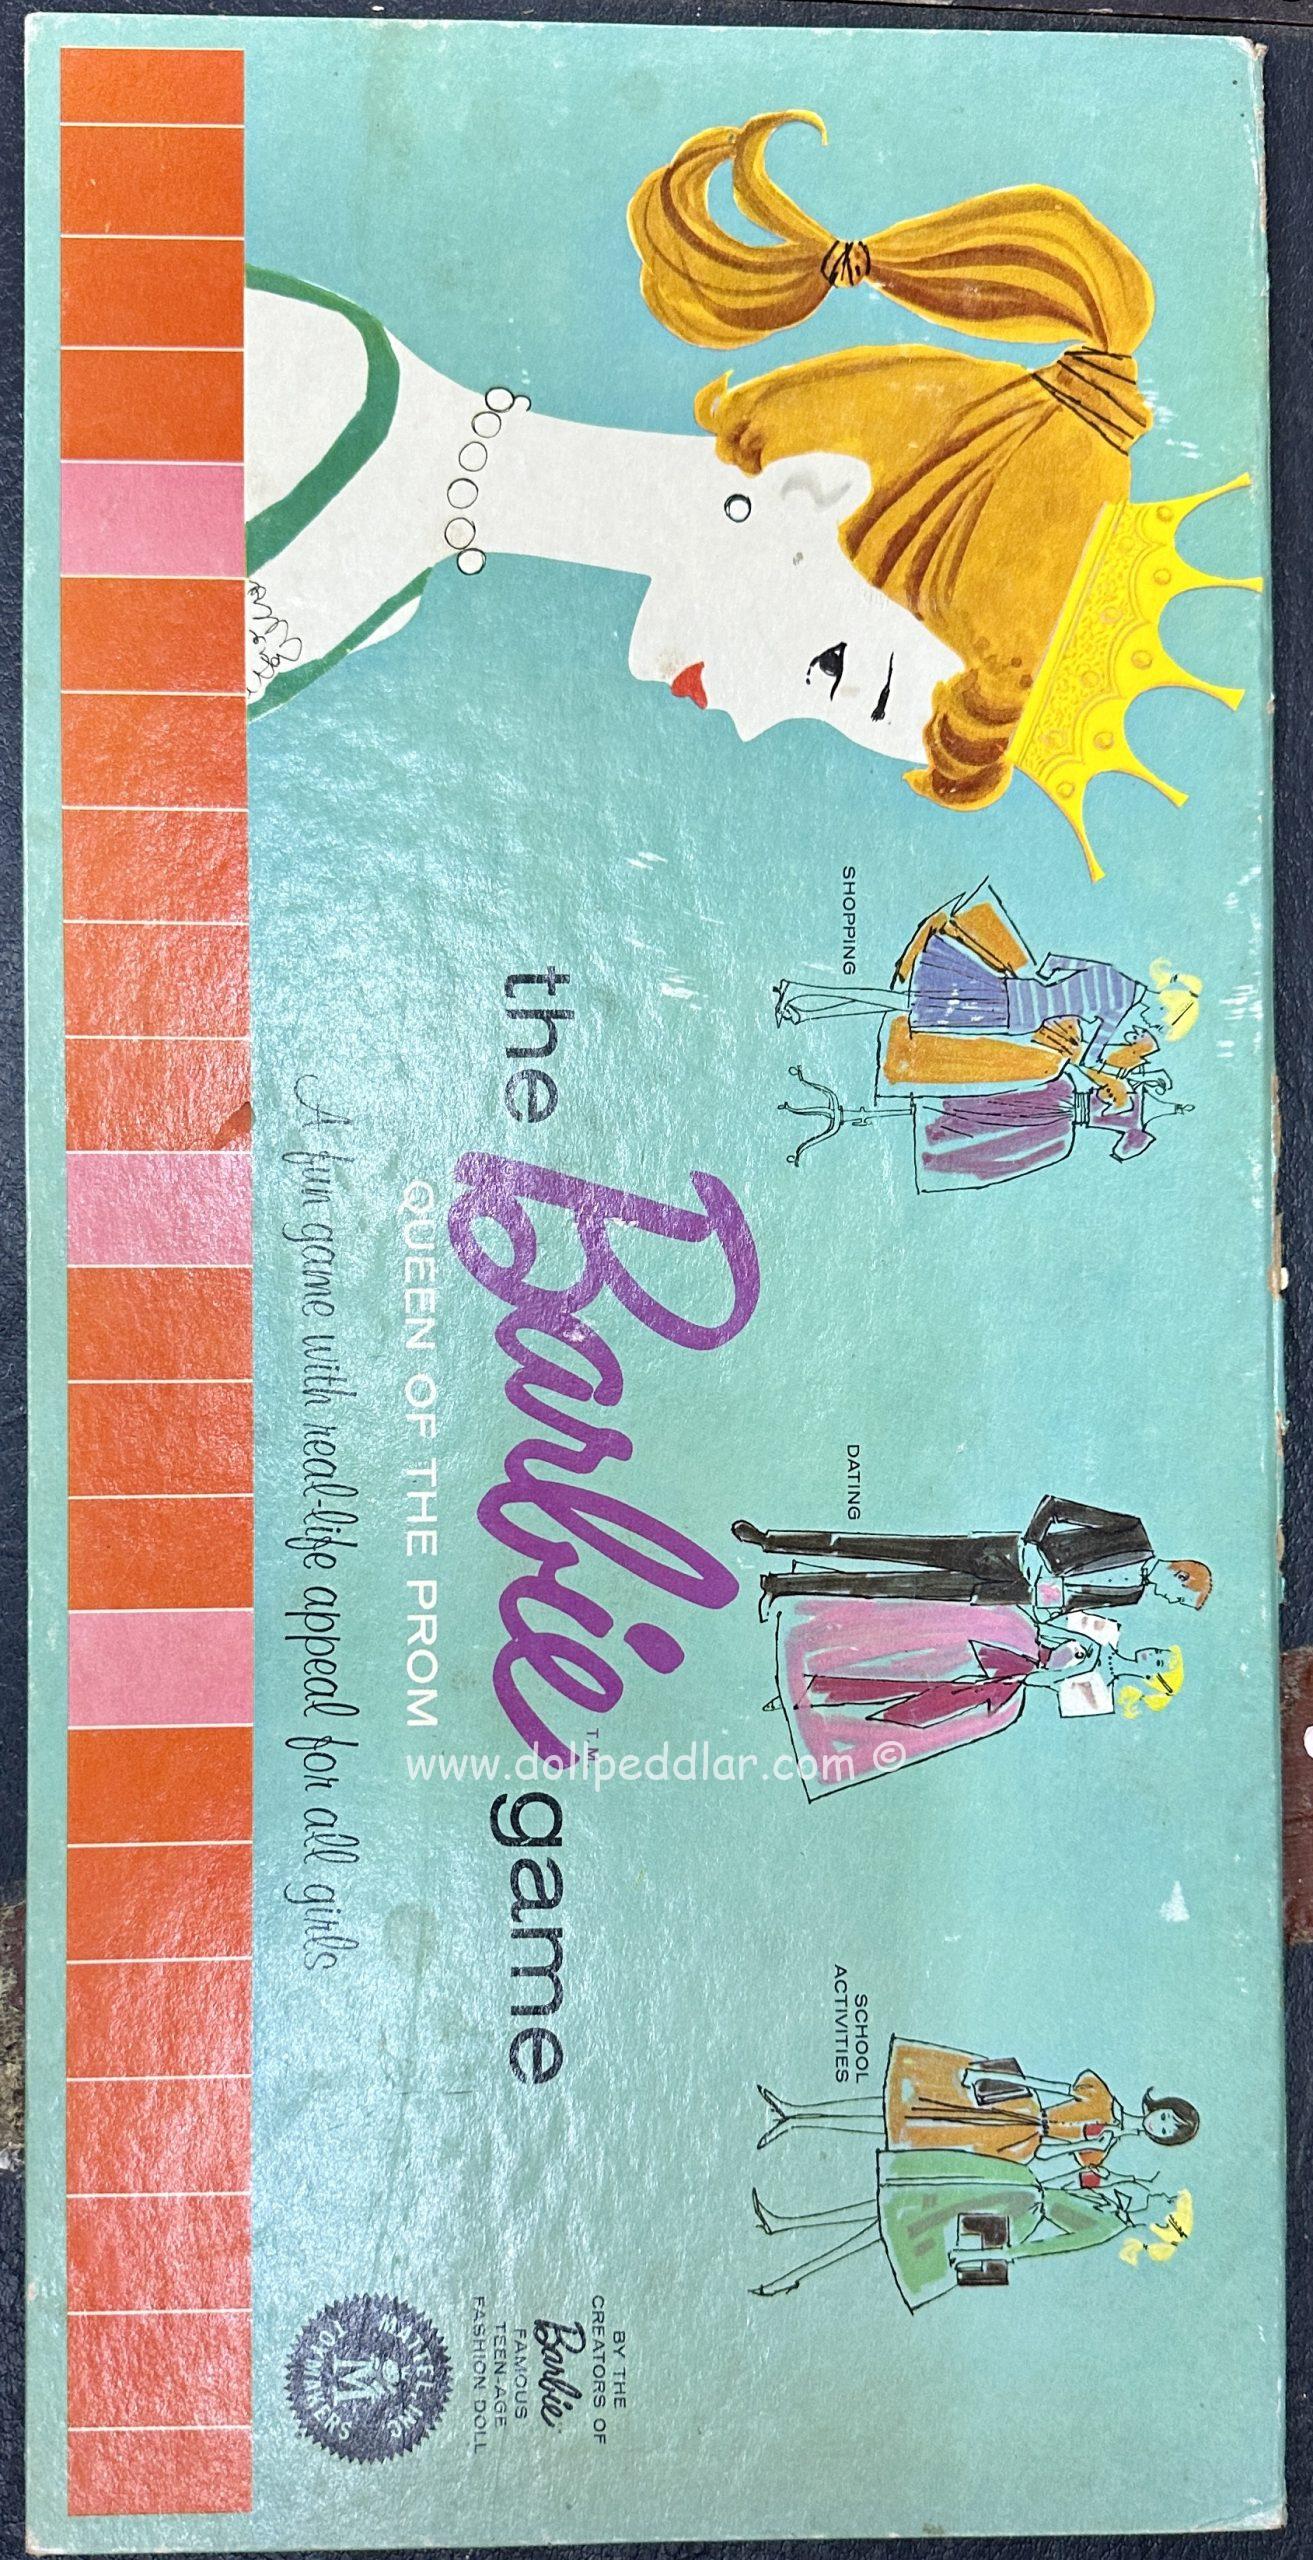 SHOPPING
DATING
SCHOOL
ACTIVITIES
the Barbie T.M. game
QUEEN OF THE PROM
A fun game with real-life appeal for all girls
BY THE
CREATORS OF
Barbie
FAMOUS
TEEN-AGE
FASHION DOLL
MATTEL, INC.
M
TOYMAKERS
www.dollpeddlar.com ©